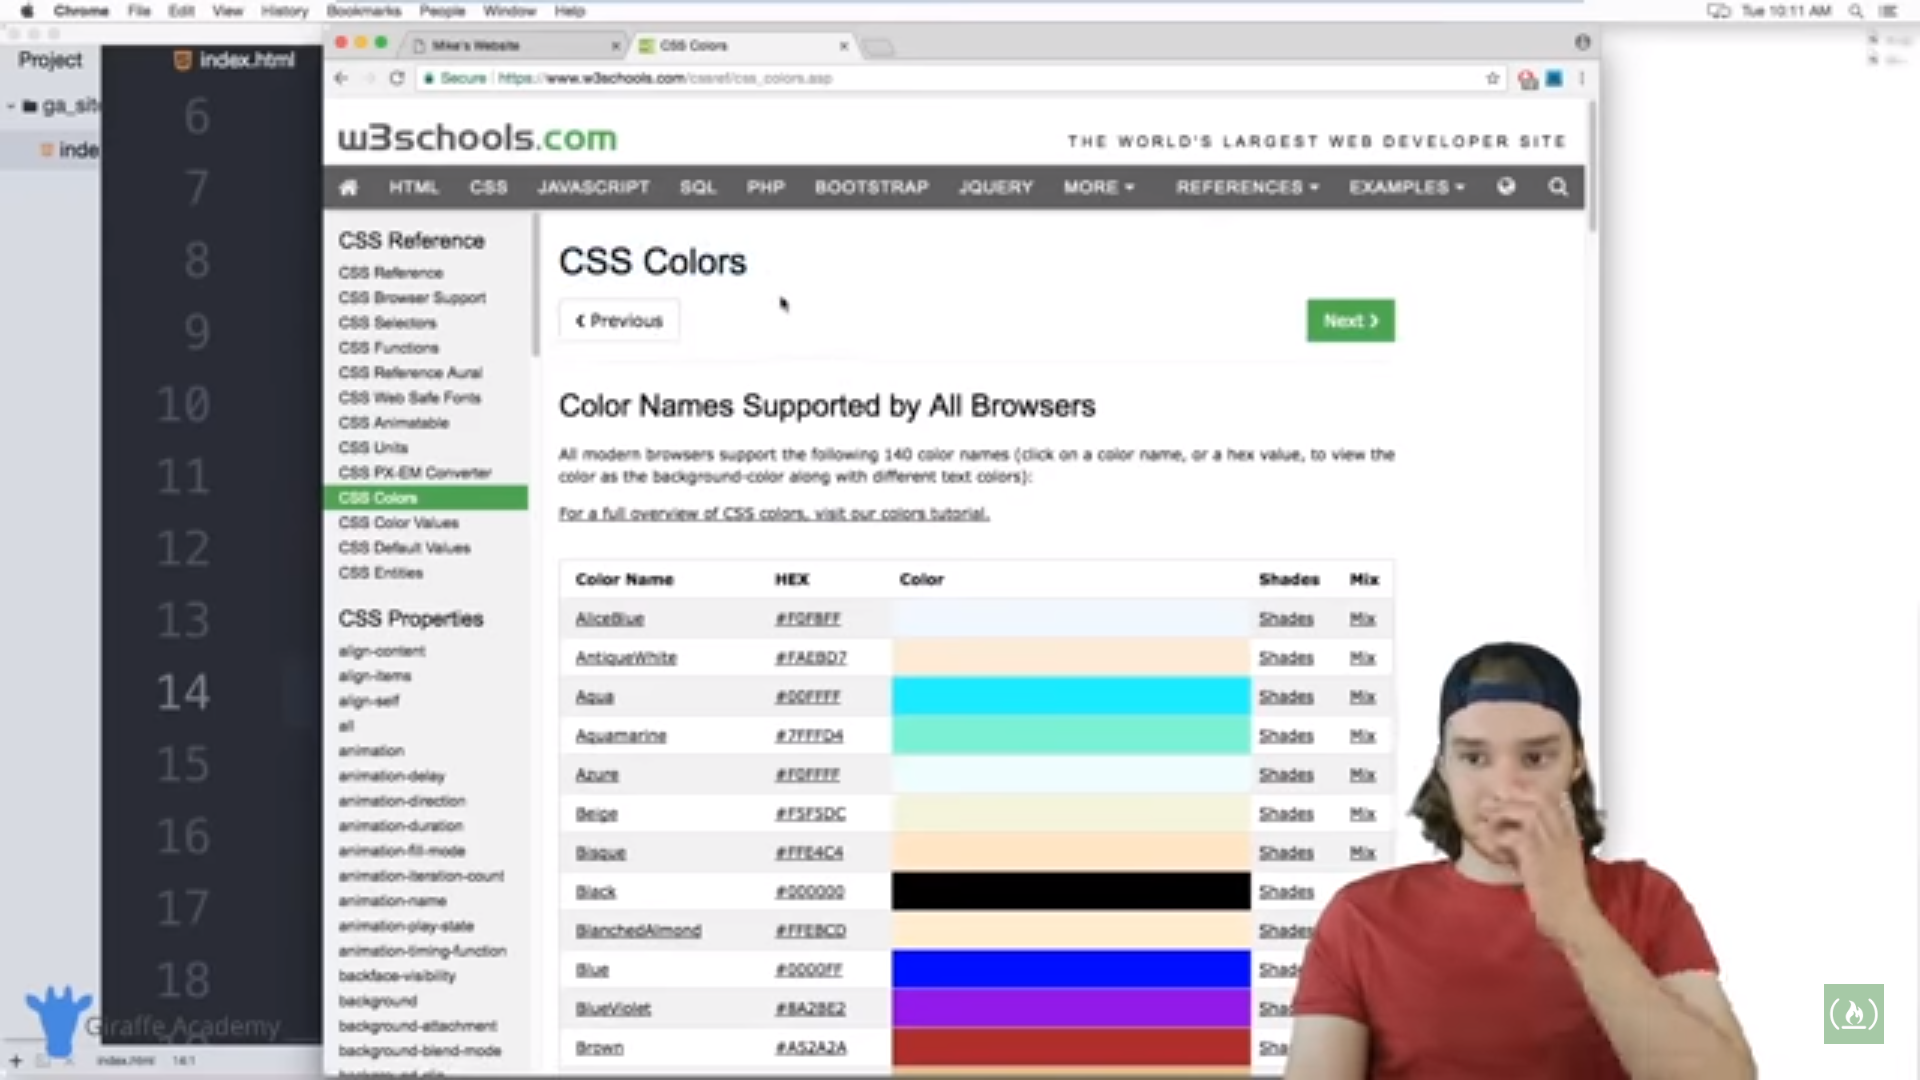 Chrome File Edit View History Bookmarks People Window Help
Tue 10:11 AM
Project
index.html
Mike's Website
CSS Colors
ga_sit
inde
Secure https://www.w3schools.com/cssref/css_colors.asp
w3schools.com
THE WORLD'S LARGEST WEB DEVELOPER SITE
HTML CSS JAVASCRIPT SQL PHP BOOTSTRAP JQUERY MORE REFERENCES EXAMPLES
6
7
8
9
10
11
12
13
14
15
16
17
18
CSS Reference
CSS Reference
CSS Browser Support
CSS Selectors
CSS Functions
CSS Reference Aural
CSS Web Safe Fonts
CSS Animatable
CSS Units
CSS PX-EM Converter
CSS Colors
CSS Color Values
CSS Default Values
CSS Entities
CSS Properties
align-content
align-items
align-self
all
animation
animation-delay
animation-direction
animation-duration
animation-fill-mode
animation-iteration-count
animation-name
animation-play-state
animation-timing-function
backface-visibility
background
background-attachment
background-blend-mode
CSS Colors
Previous
Next
Color Names Supported by All Browsers
All modern browsers support the following 140 color names (click on a color name, or a hex value, to view the
color as the background-color along with different text colors):
For a full overview of CSS colors, visit our colors tutorial.
Color Name HEX Color Shades Mix
AliceBlue #F0F8FF Shades Mix
AntiqueWhite #FAEBD7 Shades Mix
Aqua #00FFFF Shades Mix
Aquamarine #7FFFD4 Shades Mix
Azure #F0FFFF Shades Mix
Beige #F5F5DC Shades Mix
Bisque #FFE4C4 Shades Mix
Black #000000 Shades
BlanchedAlmond #FFEBCD Shades
Blue #0000FF Shad
BlueViolet #8A2BE2 Sha
Brown #A52A2A Sha
Giraffe Academy
index.html 14:1